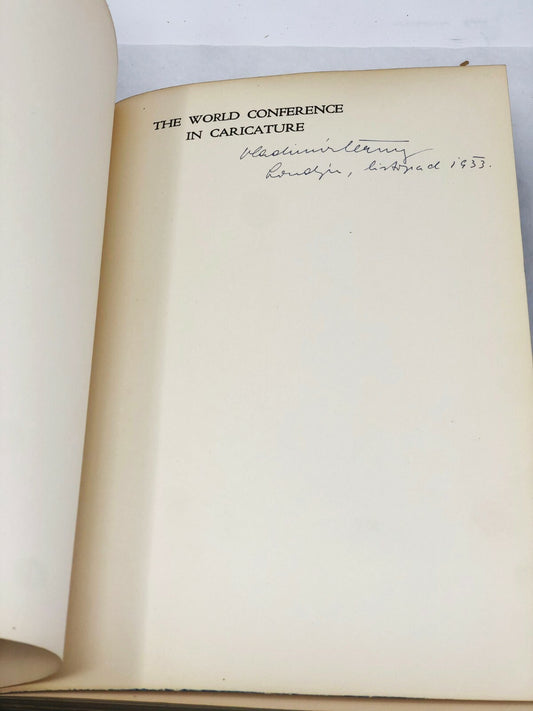 THE WORLD CONFERENCE
IN CARICATURE
Vladimír Černý
Londýn, listopad 1933.